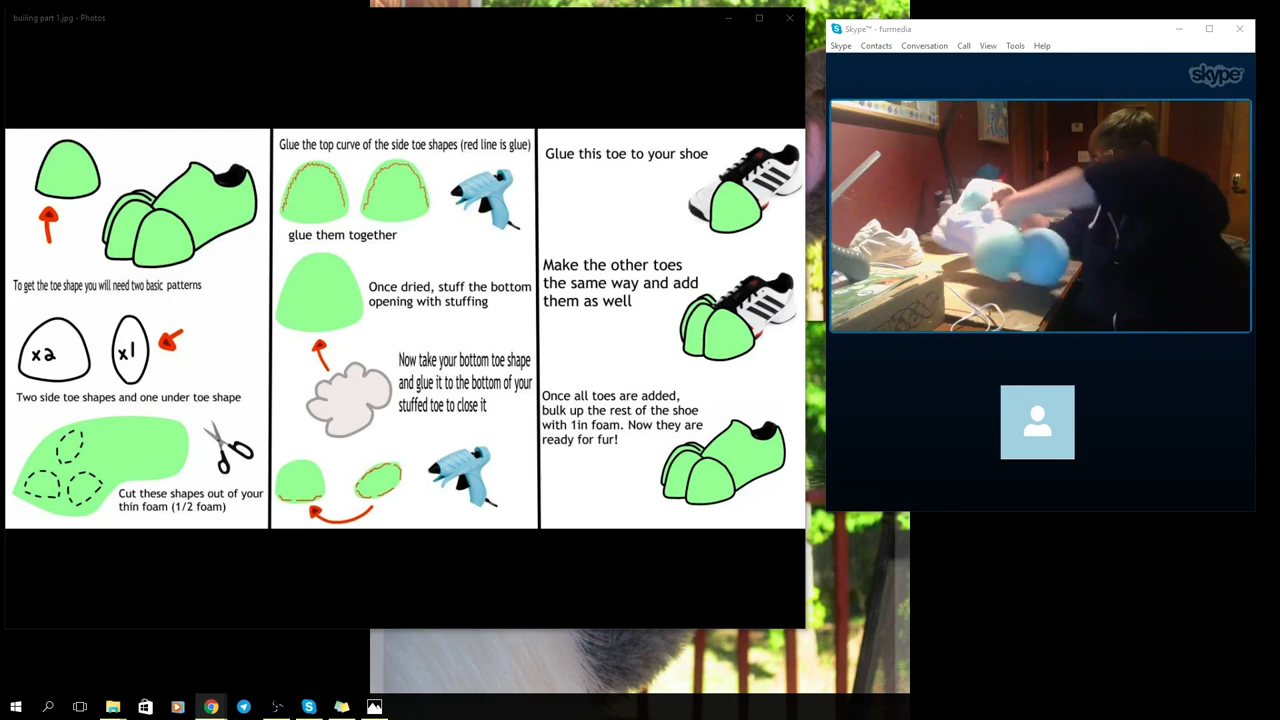 builing part 1.jpg - Photos
To get the toe shape you will need two basic patterns
x2
x1
Two side toe shapes and one under toe shape
Cut these shapes out of your
thin foam (1/2 foam)
Glue the top curve of the side toe shapes (red line is glue)
glue them together
Once dried, stuff the bottom
opening with stuffing
Now take your bottom toe shape
and glue it to the bottom of your
stuffed toe to close it
Glue this toe to your shoe
Make the other toes
the same way and add
them as well
Once all toes are added,
bulk up the rest of the shoe
with 1in foam. Now they are
ready for fur!
Skype™ - furmedia
Skype Contacts Conversation Call View Tools Help
skype